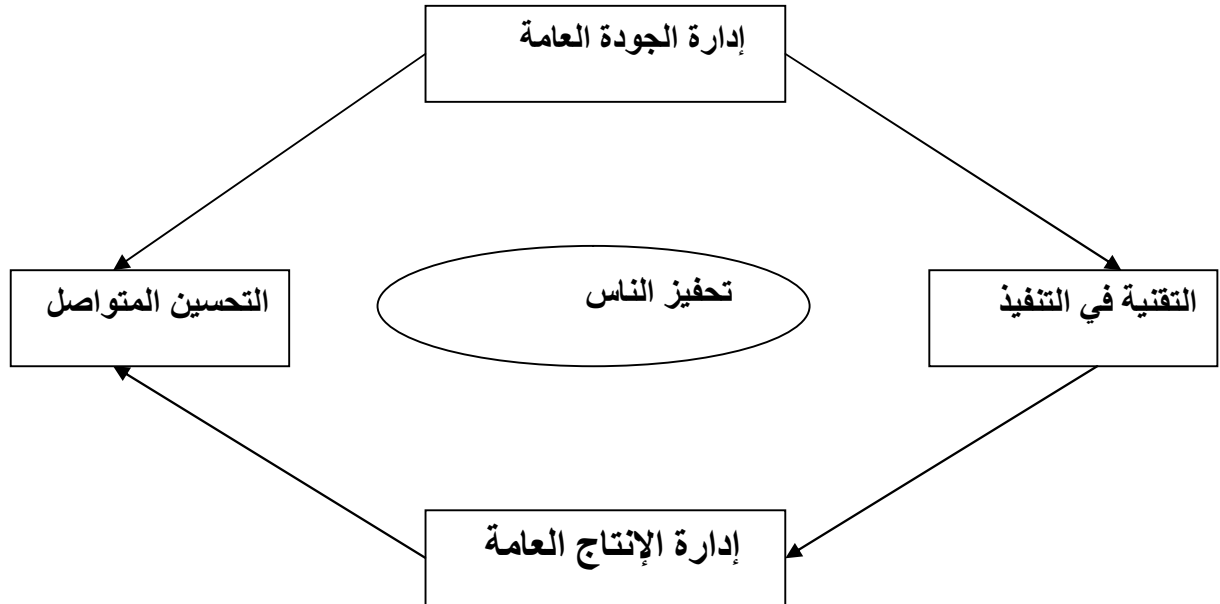 إدارة الجودة العامة
التقنية في التنفيذ
تحفيز الناس
التحسين المتواصل
إدارة الإنتاج العامة